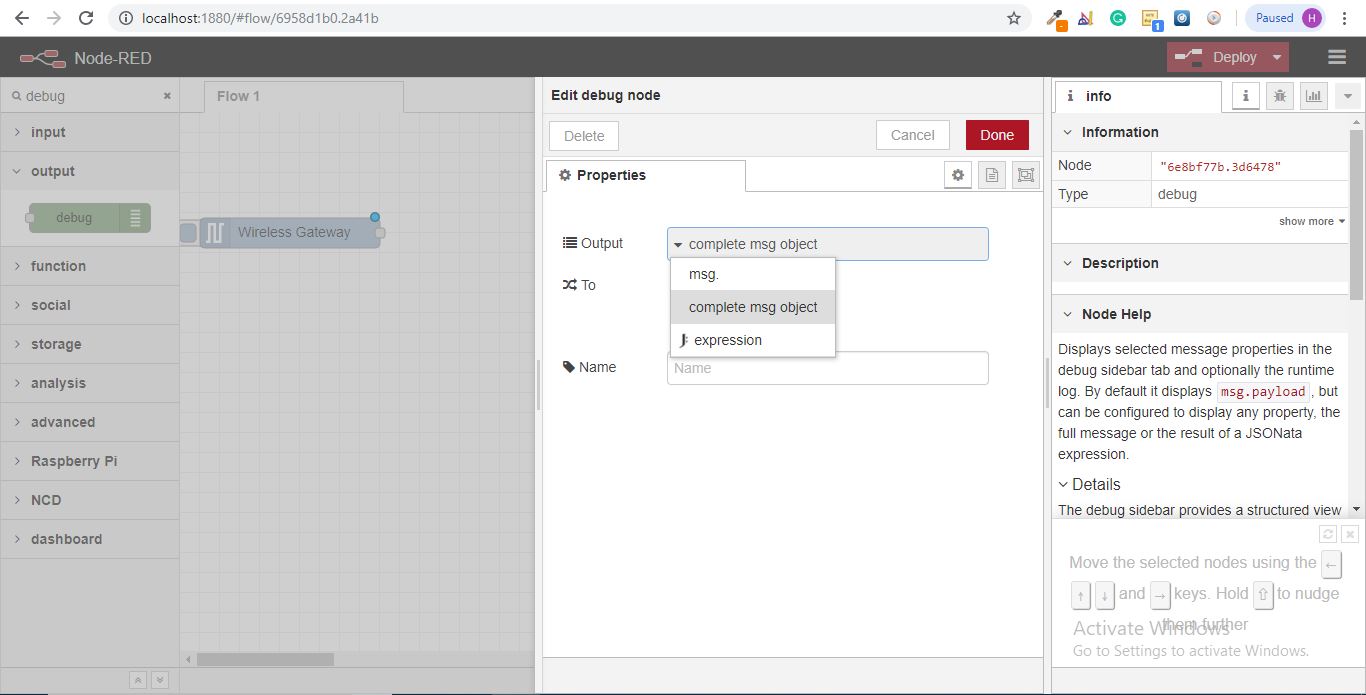 localhost:1880/#flow/6958d1b0.2a41b
1
Paused
H
Node-RED
Deploy
debug
input
output
debug
function
social
storage
analysis
advanced
Raspberry Pi
NCD
dashboard
Flow 1
Wireless Gateway
Edit debug node
Delete
Cancel
Done
Properties
Output
complete msg object
msg.
complete msg object
expression
To
Name
Name
info
Information
Node
"6e8bf77b.3d6478"
Type
debug
show more
Description
Node Help
Displays selected message properties in the
debug sidebar tab and optionally the runtime
log. By default it displays msg.payload, but
can be configured to display any property, the
full message or the result of a JSONata
expression.
Details
The debug sidebar provides a structured view
Move the selected nodes using the ←
↑ ↓ and → keys. Hold ⇧ to nudge
them further
Activate Windows
Go to Settings to activate Windows.